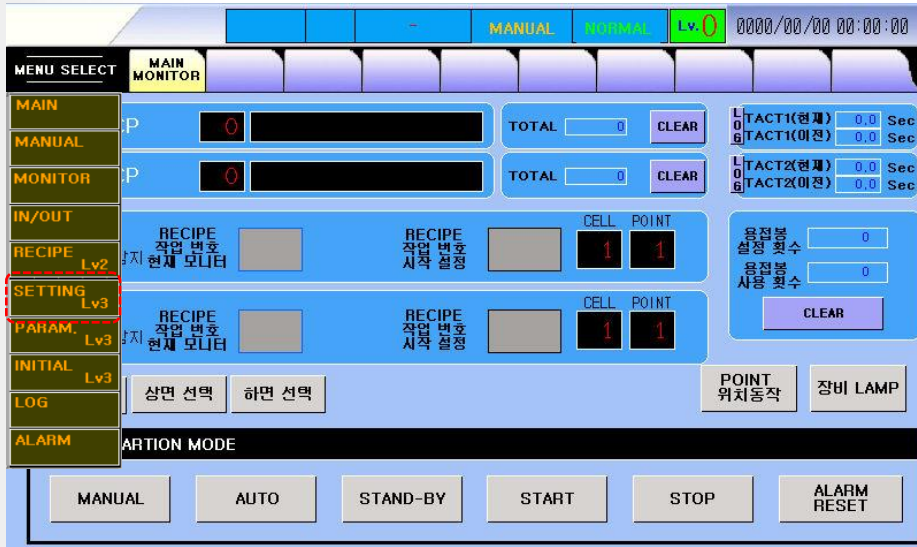 - MANUAL NORMAL Lv.0 0000/00/00 00:00:00
MENU SELECT MAIN MONITOR
MAIN
MANUAL
MONITOR
IN/OUT
RECIPE Lv2
SETTING Lv3
PARAM. Lv3
INITIAL Lv3
LOG
ALARM
CP 0 TOTAL 0 CLEAR
LOG TACT1(현재) 0.0 Sec
TACT1(이전) 0.0 Sec
CP 0 TOTAL 0 CLEAR
LOG TACT2(현재) 0.0 Sec
TACT2(이전) 0.0 Sec
RECIPE
작업 번호
현재 모니터
RECIPE
작업 번호
시작 설정
CELL POINT
1 1
용접봉
설정 횟수 0
용접봉
사용 횟수 0
CLEAR
RECIPE
작업 번호
현재 모니터
RECIPE
작업 번호
시작 설정
CELL POINT
1 1
상면 선택 하면 선택
POINT
위치동작
장비 LAMP
ARTION MODE
MANUAL AUTO STAND-BY START STOP
ALARM
RESET